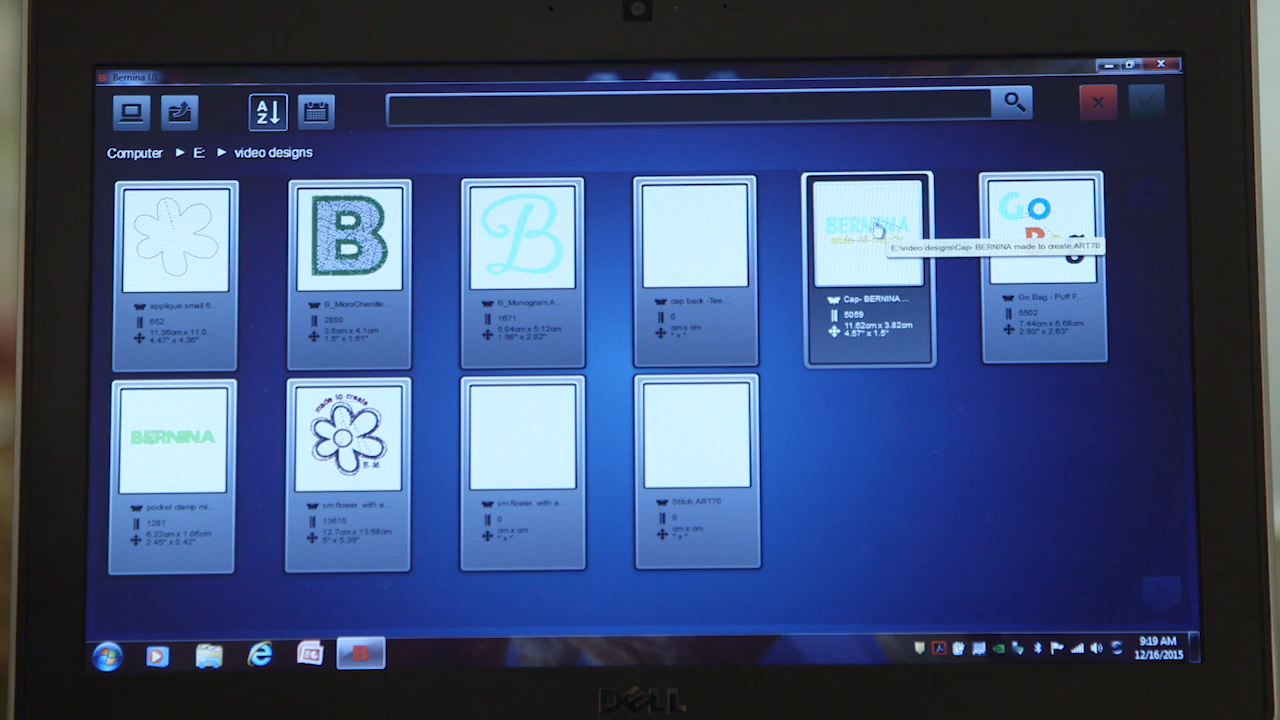 Bernina UI
A
Z
Computer ▶ E: ▶ video designs
B
B
BERNINA
made to create
E:\video designs\Cap- BERNINA made to create.ART70
GO
applique small fl...
652
4.47" x 4.36"
B_MicroChenille...
2800
3.8cm x 4.1cm
1.5" x 1.61"
B_Monogram.A...
1671
5.04cm x 5.12cm
1.98" x 2.02"
cap back -Tee...
0
cm x cm
" x "
Cap- BERNINA ...
5059
11.62cm x 3.82cm
4.57" x 1.5"
Go Bag - Puff F...
5502
7.44cm x 6.68cm
2.93" x 2.63"
BERNINA
made to create
pocket clamp mi...
1287
6.22cm x 1.06cm
2.45" x 0.42"
sm flower with a...
13610
12.7cm x 13.68cm
5" x 5.39"
sm flower with a...
0
cm x cm
" x "
Stitch.ART70
0
cm x cm
" x "
9:19 AM
12/16/2015
DELL